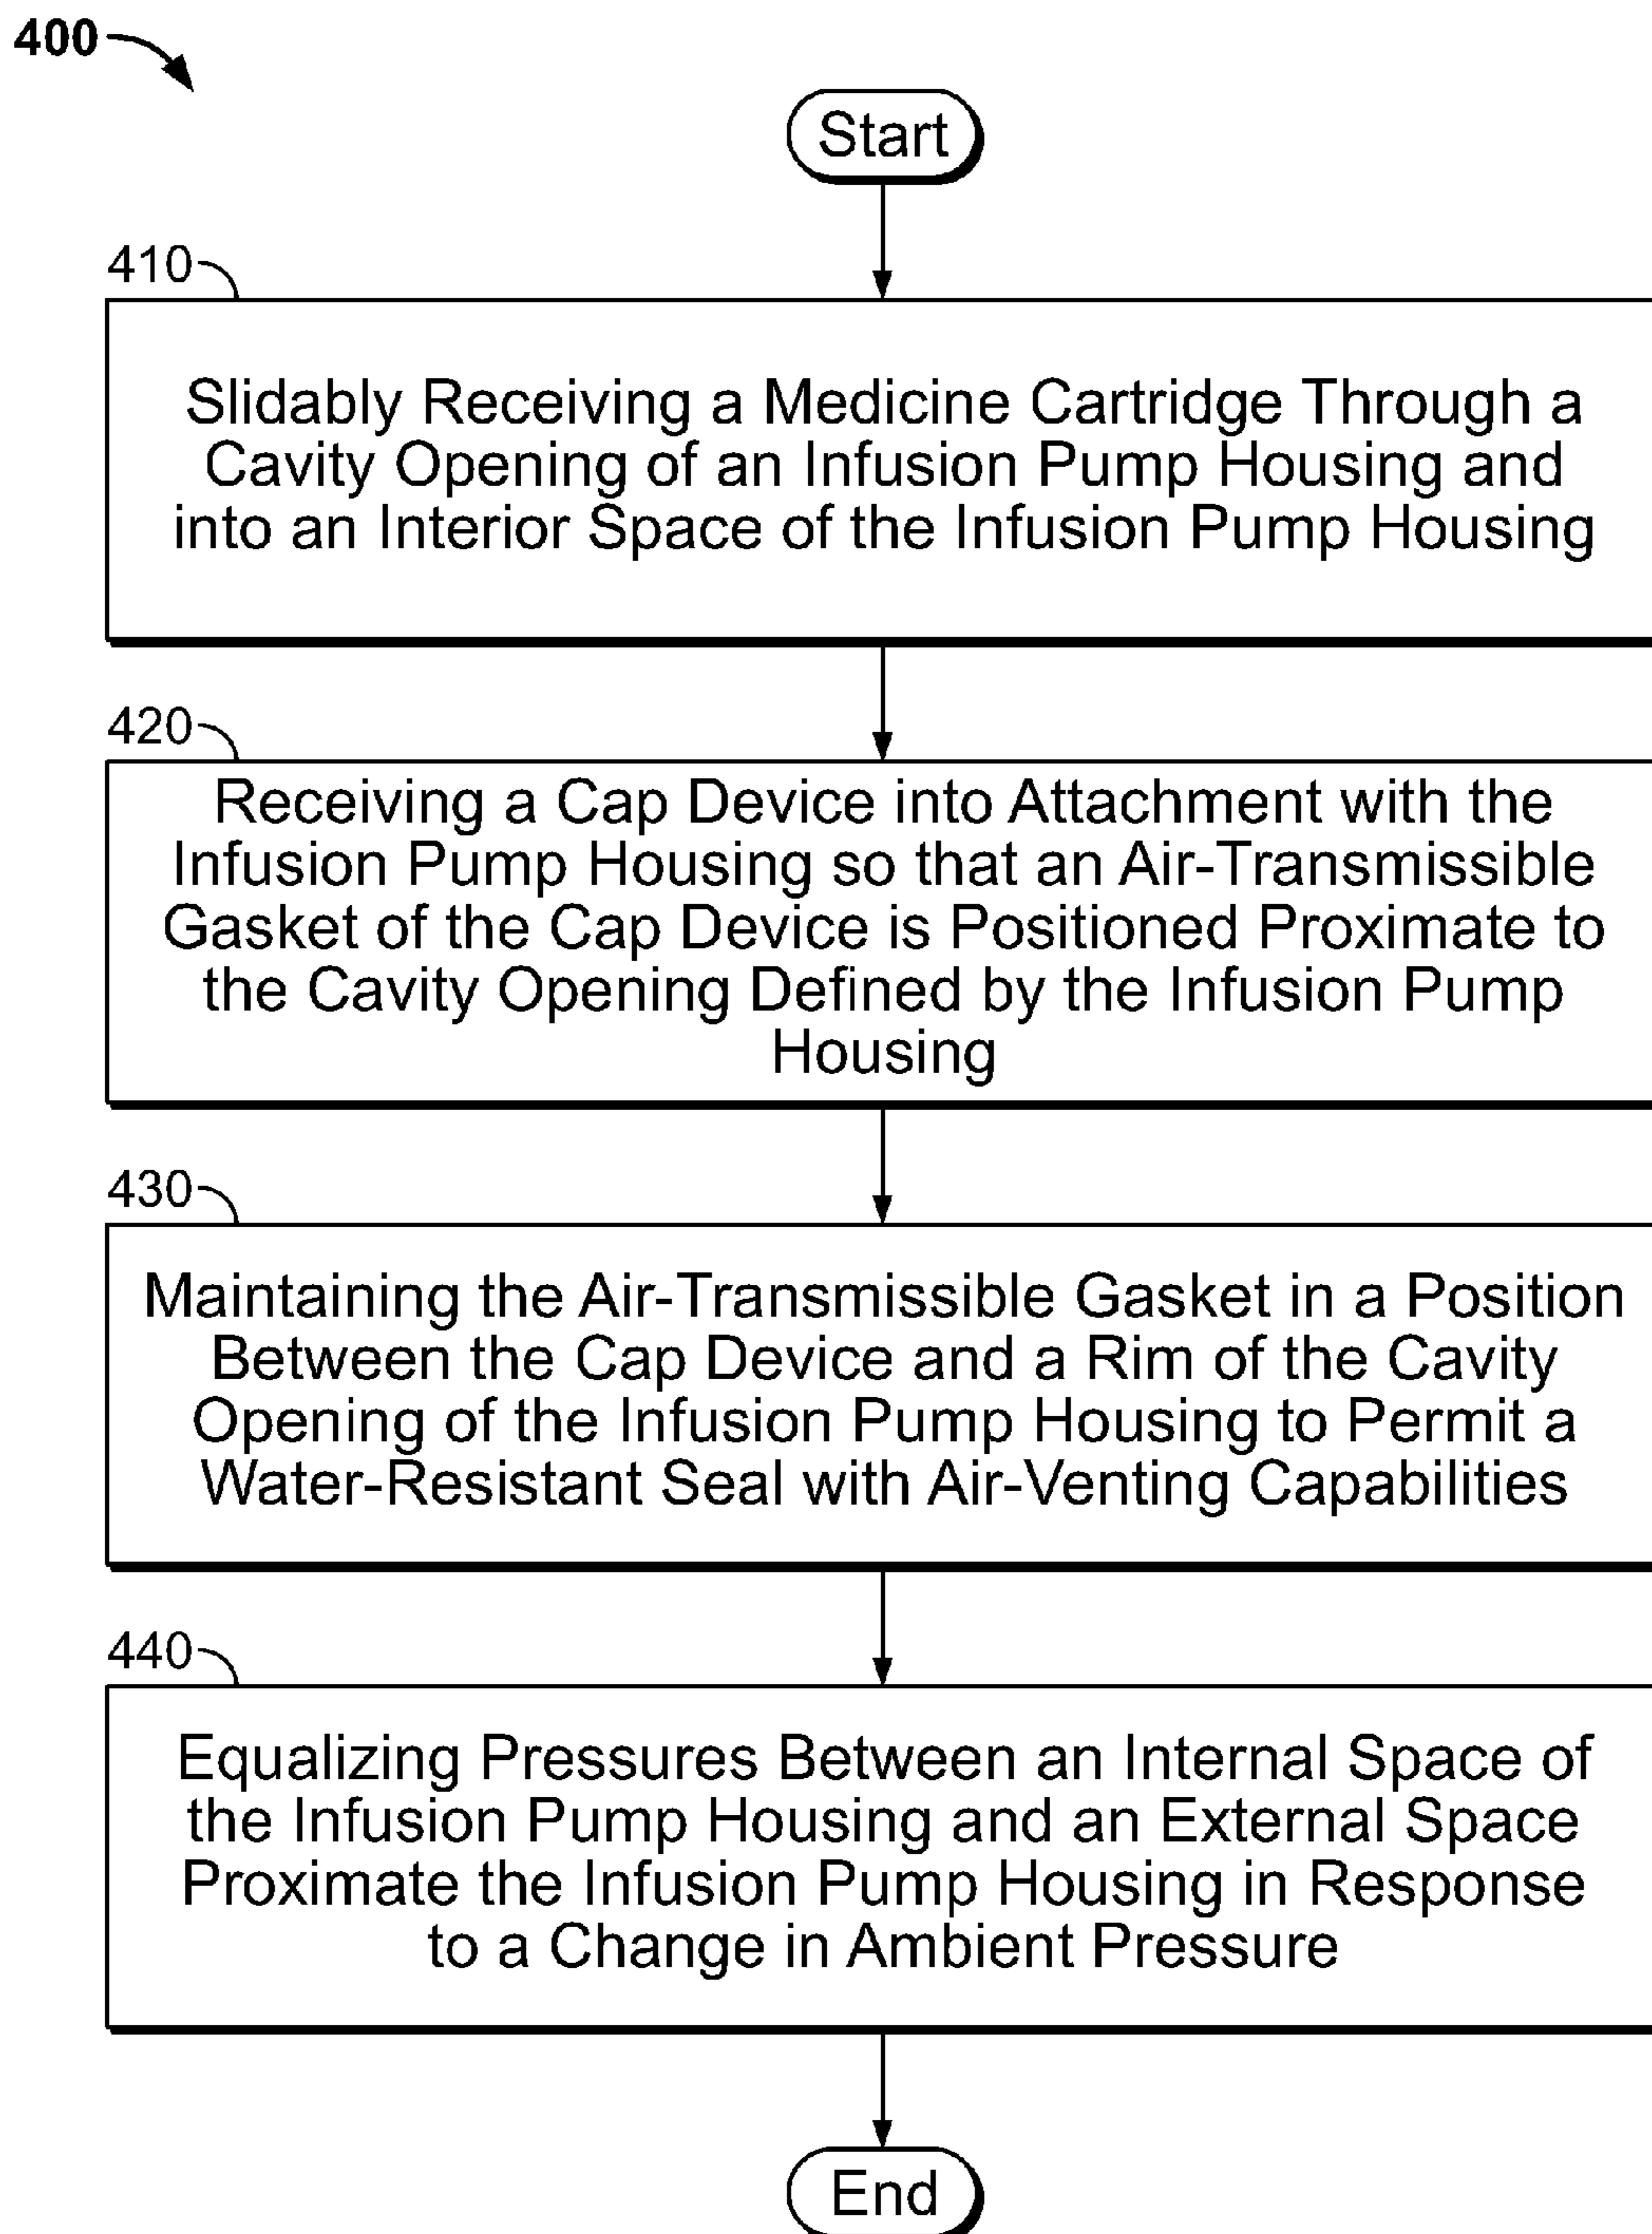 400
Start
410
Slidably Receiving a Medicine Cartridge Through a
Cavity Opening of an Infusion Pump Housing and
into an Interior Space of the Infusion Pump Housing
420
Receiving a Cap Device into Attachment with the
Infusion Pump Housing so that an Air-Transmissible
Gasket of the Cap Device is Positioned Proximate to
the Cavity Opening Defined by the Infusion Pump
Housing
430
Maintaining the Air-Transmissible Gasket in a Position
Between the Cap Device and a Rim of the Cavity
Opening of the Infusion Pump Housing to Permit a
Water-Resistant Seal with Air-Venting Capabilities
440
Equalizing Pressures Between an Internal Space of
the Infusion Pump Housing and an External Space
Proximate the Infusion Pump Housing in Response
to a Change in Ambient Pressure
End